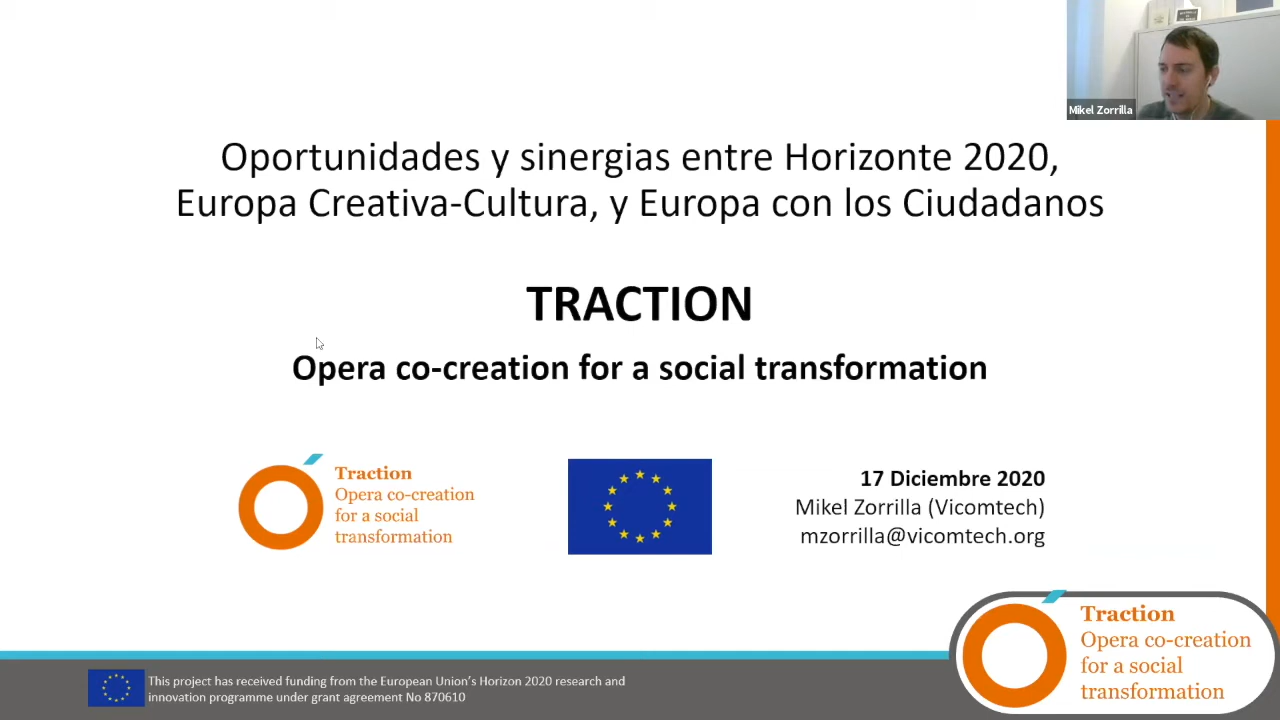 Mikel Zorrilla
Oportunidades y sinergias entre Horizonte 2020,
Europa Creativa-Cultura, y Europa con los Ciudadanos
TRACTION
Opera co-creation for a social transformation
Traction
Opera co-creation
for a social
transformation
17 Diciembre 2020
Mikel Zorrilla (Vicomtech)
mzorrilla@vicomtech.org
This project has received funding from the European Union's Horizon 2020 research and
innovation programme under grant agreement No 870610
Traction
Opera co-creation
for a social
transformation